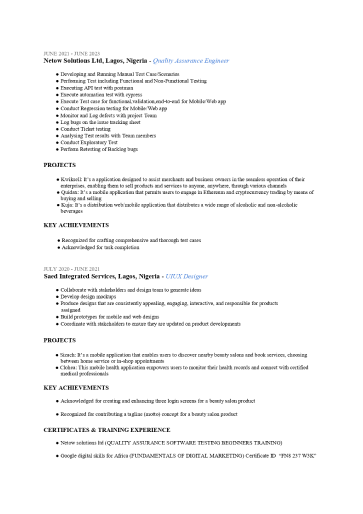 JUNE 2021 - JUNE 2023
Netow Solutions Ltd, Lagos, Nigeria - Quality Assurance Engineer
● Developing and Running Manual Test Case/Scenarios
● Performing Test including Functional and Non-Functional Testing
● Executing API test with postman
● Execute automation test with cypress
● Execute Test case for functional,validation,end-to-end for Mobile/Web app
● Conduct Regression testing for Mobile/Web app
● Monitor and Log defects with project Team
● Log bugs on the issue tracking sheet
● Conduct Ticket testing
● Analysing Test results with Team members
● Conduct Exploratory Test
● Perform Retesting of Backlog bugs
PROJECTS
● Kwiksell: It's a application designed to assist merchants and business owners in the seamless operation of their
enterprises, enabling them to sell products and services to anyone, anywhere, through various channels
● Quidax: It's a mobile application that permits users to engage in Ethereum and cryptocurrency trading by means of
buying and selling
● It's a distribution web/mobile application that distributes a wide range of alcoholic and non-alcoholic
beverages
KEY ACHIEVEMENTS
● Recognized for crafting comprehensive and thorough test cases
● Acknowledged for task completion
JULY 2020 - JUNE 2021
Saed Integrated Services, Lagos, Nigeria - UI/UX Designer
● Collaborate with stakeholders and design team to generate ideas
● Develop design mockups
● Produce designs that are consistently appealing, engaging, interactive, and responsible for products
assigned
● Build prototypes for mobile and web designs
● Coordinate with stakeholders to ensure they are updated on product developments
PROJECTS
● It's a mobile application that enables users to discover nearby beauty salons and book services, choosing
between home service or in-shop appointments
● This mobile health application empowers users to monitor their health records and connect with certified
medical professionals
KEY ACHIEVEMENTS
● Acknowledged for creating and enhancing three login screens for a beauty salon product
● Recognized for contributing a tagline (motto) concept for a beauty salon product
CERTIFICATES & TRAINING EXPERIENCE
● Netow solutions ltd (QUALITY ASSURANCE SOFTWARE TESTING BEGINNERS TRAINING)
● Google digital skills for Africa (FUNDAMENTALS OF DIGITAL MARKETING) Certificate ID "FN8 237 W3K"